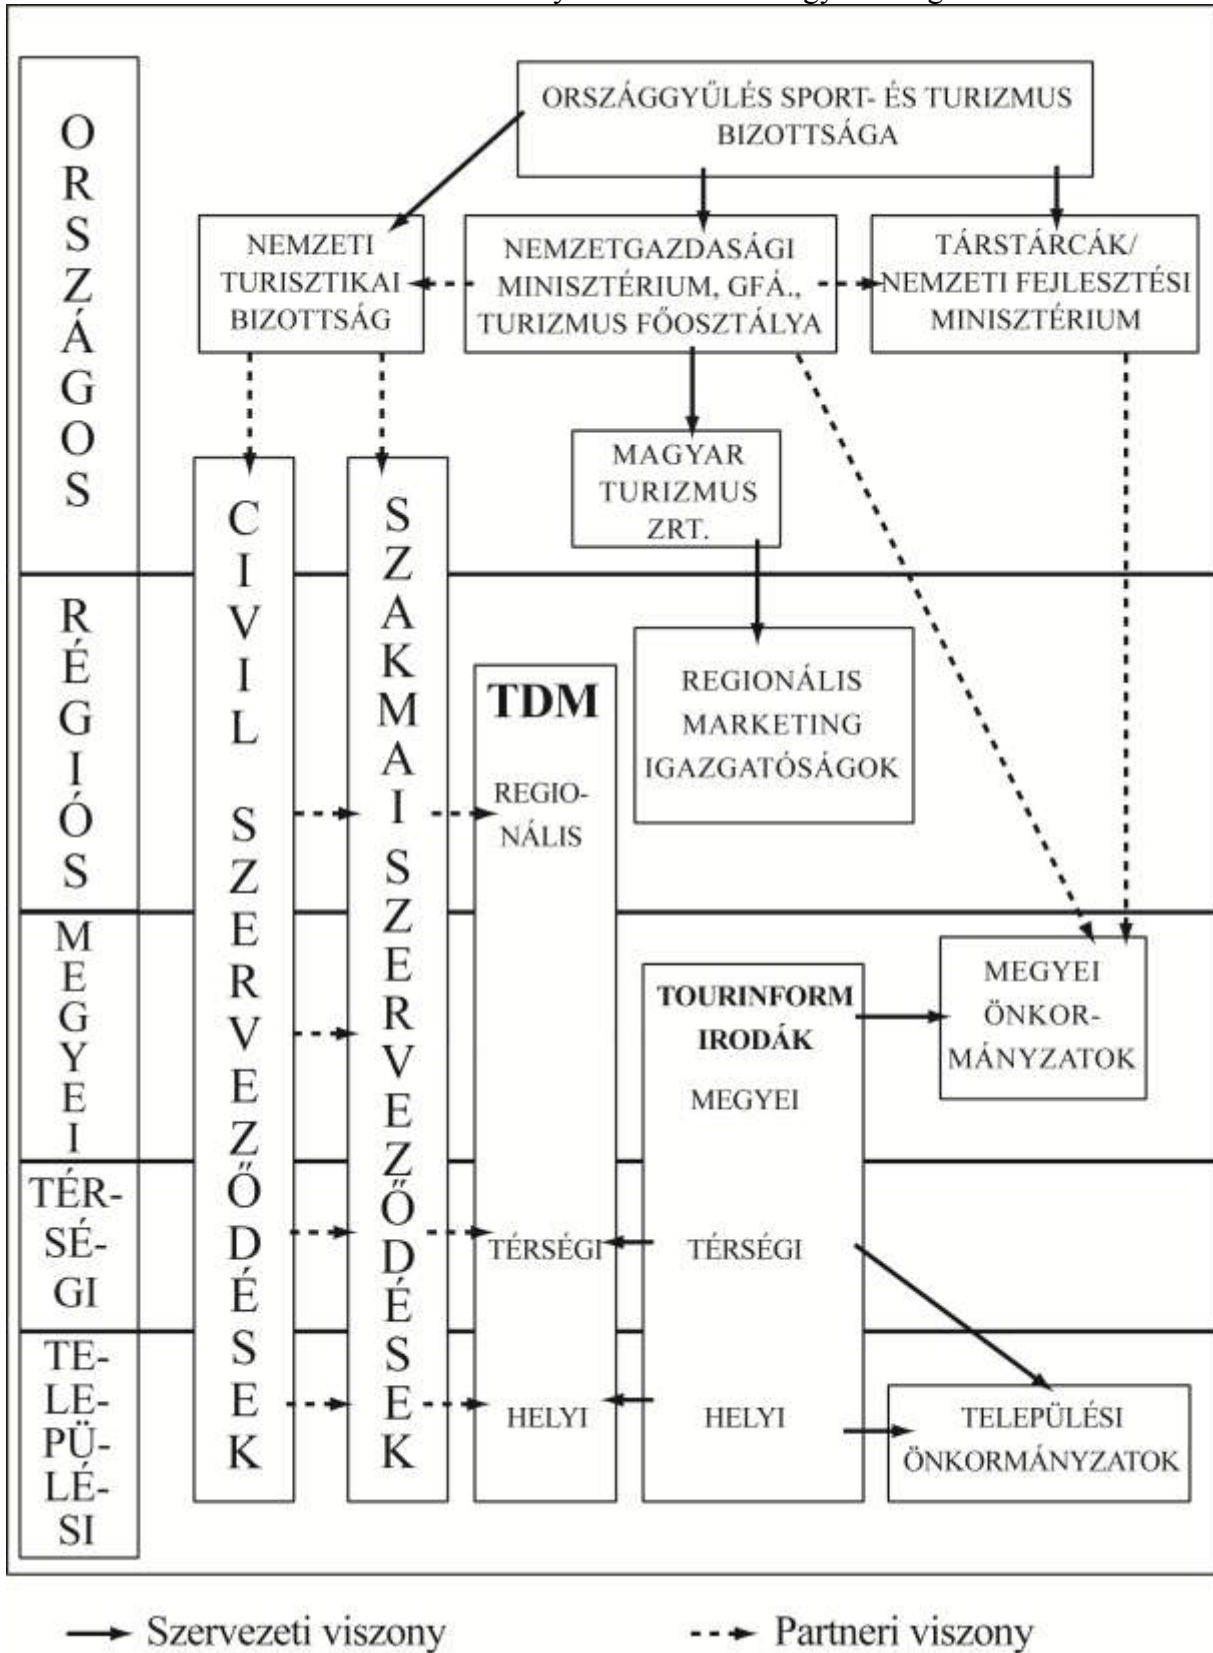 ORSZÁGOS
ORSZÁGGYŰLÉS SPORT- ÉS TURIZMUS
BIZOTTSÁGA
NEMZETI
TURISZTIKAI
BIZOTTSÁG
NEMZETGAZDASÁGI
MINISZTÉRIUM, GFÁ.,
TURIZMUS FŐOSZTÁLYA
TÁRSTÁRCÁK/
NEMZETI FEJLESZTÉSI
MINISZTÉRIUM
MAGYAR
TURIZMUS
ZRT.
CIVIL SZERVEZŐDÉSEK
SZAKMAI SZERVEZŐDÉSEK
RÉGIÓS
TDM
REGIO-
NÁLIS
REGIONÁLIS
MARKETING
IGAZGATÓSÁGOK
MEGYEI
TOURINFORM
IRODÁK
MEGYEI
MEGYEI
ÖNKOR-
MÁNYZATOK
TÉR-
SÉ-
GI
TÉRSÉGI
TÉRSÉGI
TE-
LE-
PÜ-
LÉ-
SI
HELYI
HELYI
TELEPÜLÉSI
ÖNKORMÁNYZATOK
Szervezeti viszony
Partneri viszony